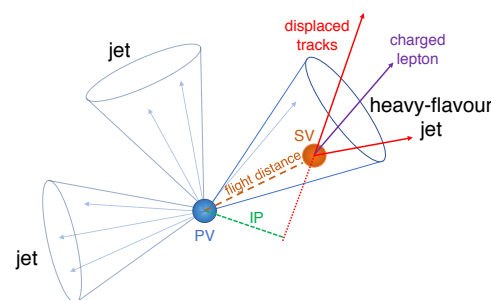 displaced
tracks
charged
lepton
jet
heavy-flavour
jet
SV
flight distance
IP
PV
jet